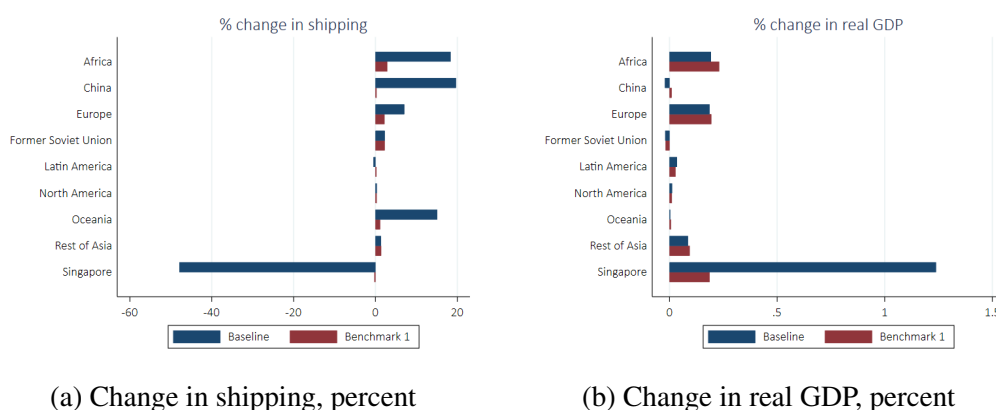 % change in shipping
Africa
China
Europe
Former Soviet Union
Latin America
North America
Oceania
Rest of Asia
Singapore
-60 -40 -20 0 20
Baseline Benchmark 1
(a) Change in shipping, percent
% change in real GDP
Africa
China
Europe
Former Soviet Union
Latin America
North America
Oceania
Rest of Asia
Singapore
0 .5 1 1.5
Baseline Benchmark 1
(b) Change in real GDP, percent